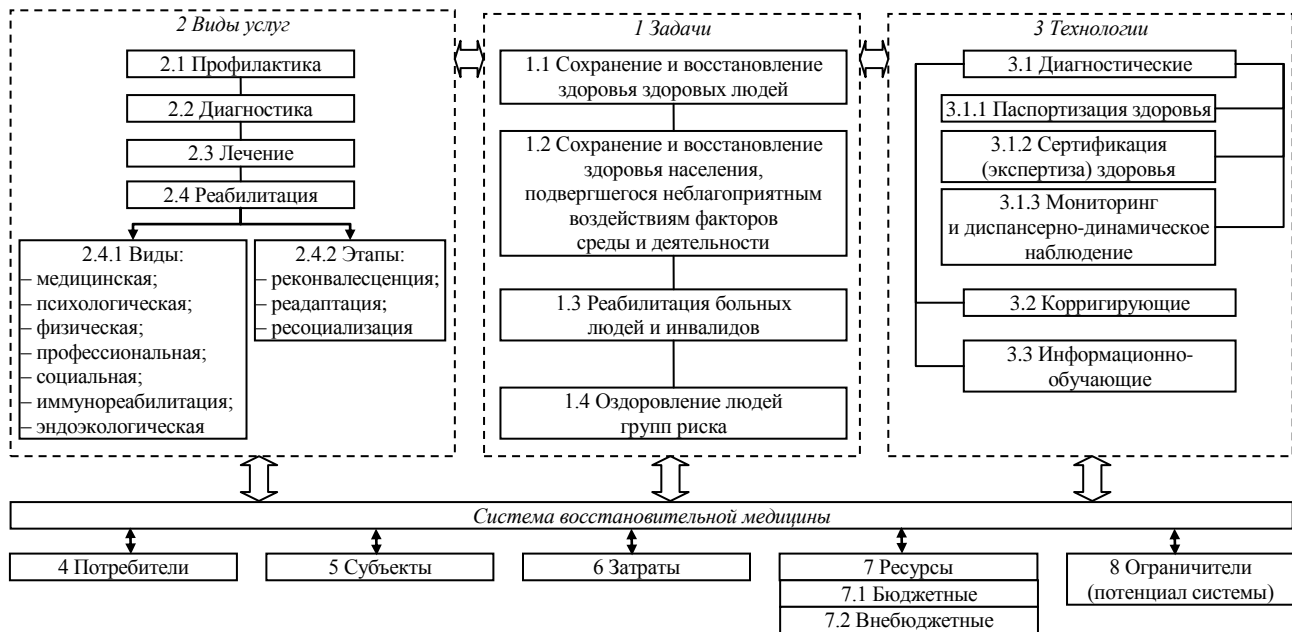 2 Виды услуг
2.1 Профилактика
2.2 Диагностика
2.3 Лечение
2.4 Реабилитация
2.4.1 Виды:
– медицинская;
– психологическая;
– физическая;
– профессиональная;
– социальная;
– иммунореабилитация;
– эндоэкологическая
2.4.2 Этапы:
– реконвалесценция;
– реадаптация;
– ресоциализация
1 Задачи
1.1 Сохранение и восстановление
здоровья здоровых людей
1.2 Сохранение и восстановление
здоровья населения,
подвергшегося неблагоприятным
воздействиям факторов
среды и деятельности
1.3 Реабилитация больных
людей и инвалидов
1.4 Оздоровление людей
групп риска
3 Технологии
3.1 Диагностические
3.1.1 Паспортизация здоровья
3.1.2 Сертификация
(экспертиза) здоровья
3.1.3 Мониторинг
и диспансерно-динамическое
наблюдение
3.2 Корригирующие
3.3 Информационно-
обучающие
Система восстановительной медицины
4 Потребители
5 Субъекты
6 Затраты
7 Ресурсы
7.1 Бюджетные
7.2 Внебюджетные
8 Ограничители
(потенциал системы)